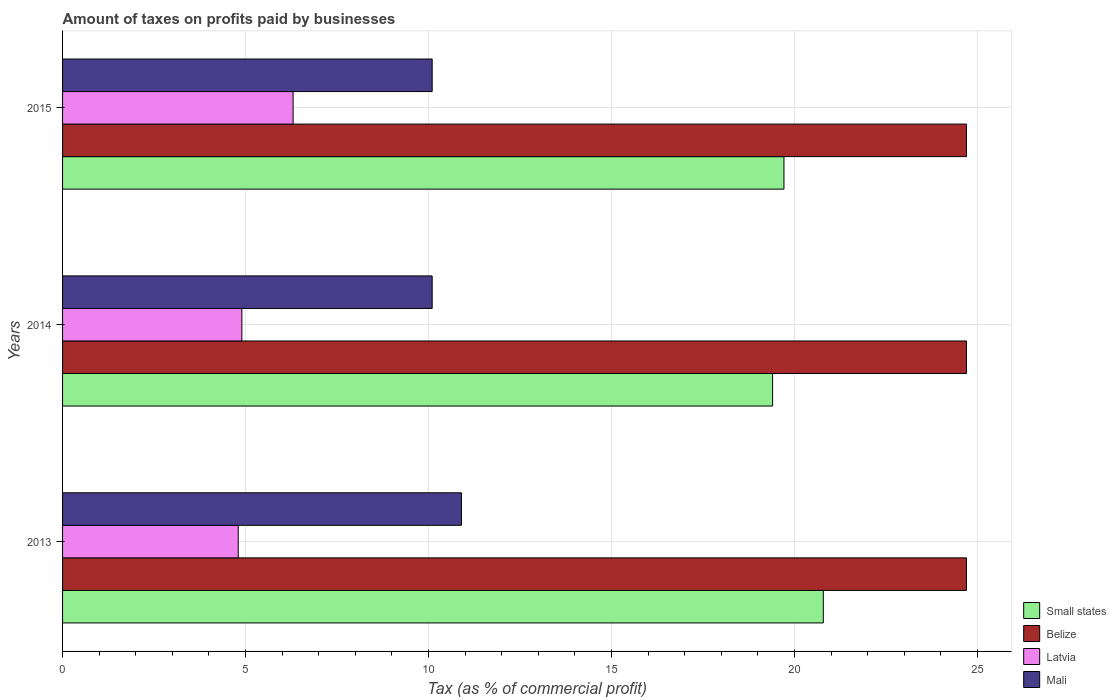 Amount of taxes on profits paid by businesses
2015
2014
2013
Years
0
5
10
15
20
25
Tax (as % of commercial profit)
Small states
Belize
Latvia
Mali